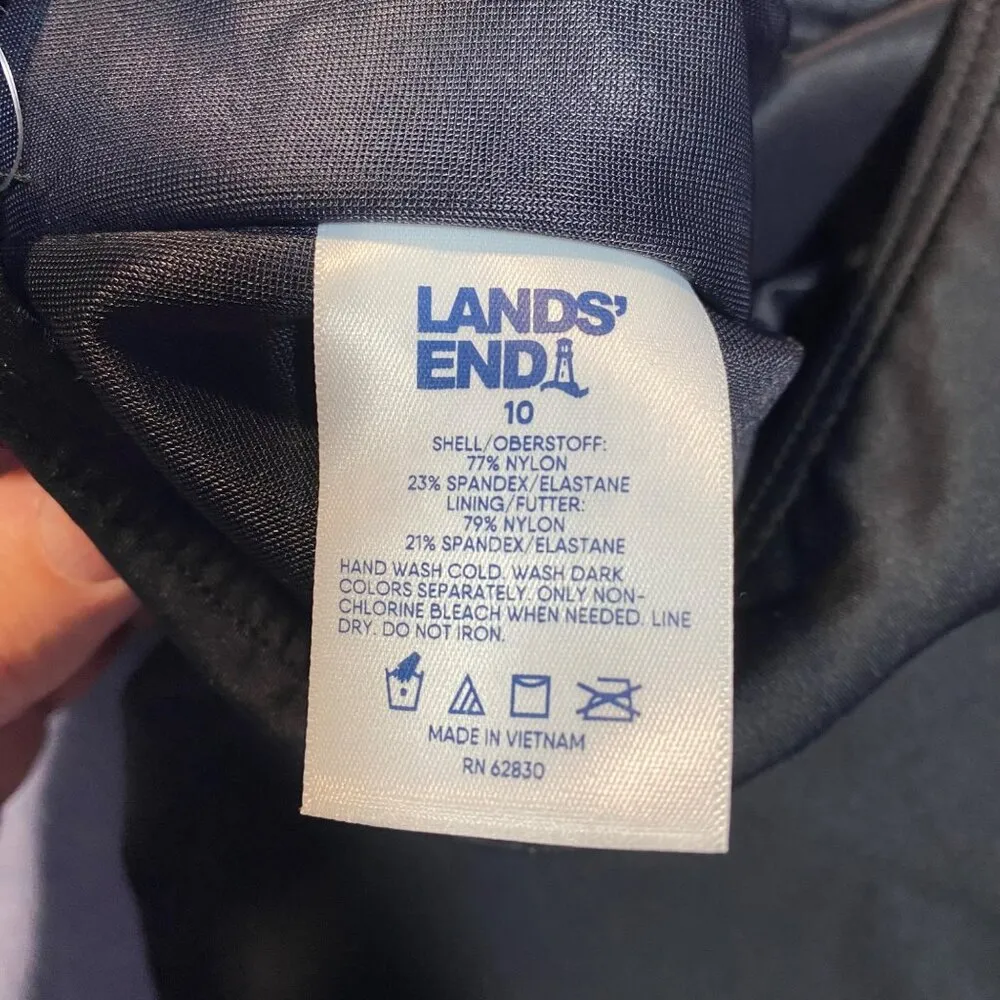 LANDS'
END
10
SHELL/OBERSTOFF:
77% NYLON
23% SPANDEX/ELASTANE
LINING/FUTTER:
79% NYLON
21% SPANDEX/ELASTANE
HAND WASH COLD. WASH DARK
COLORS SEPARATELY. ONLY NON-
CHLORINE BLEACH WHEN NEEDED. LINE
DRY. DO NOT IRON.
MADE IN VIETNAM
RN 62830